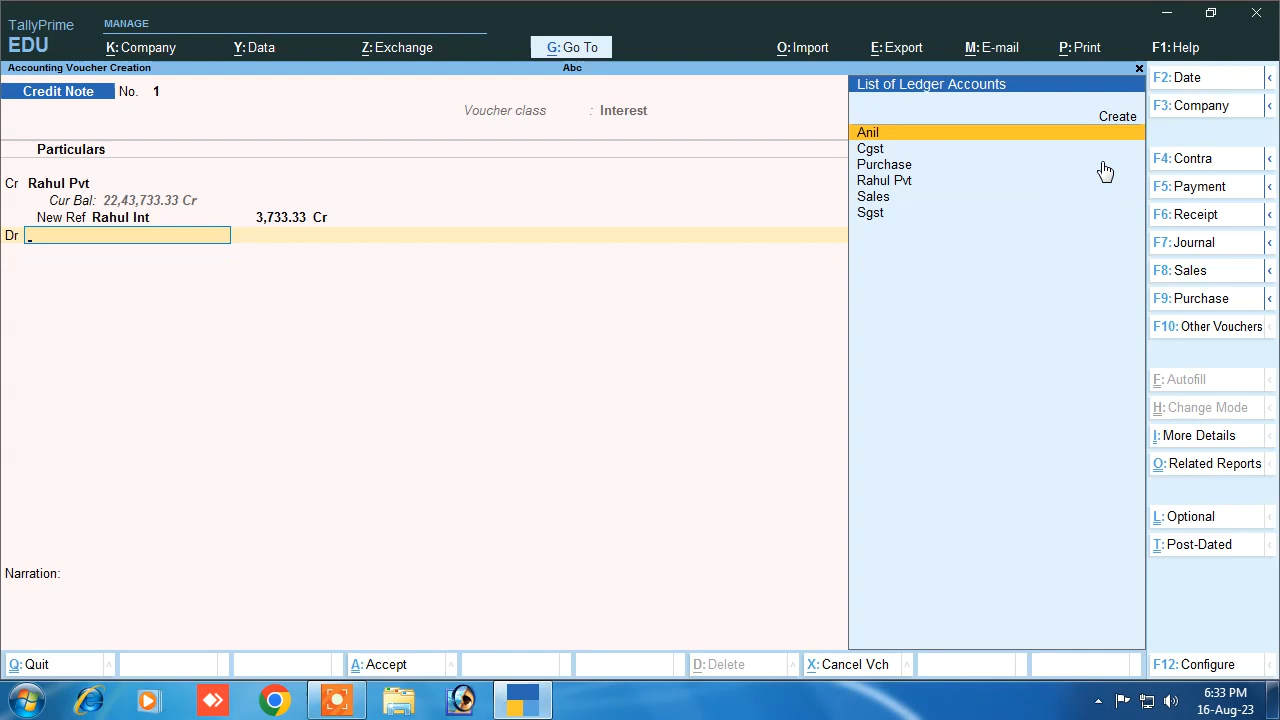 TallyPrime
EDU
MANAGE
K: Company
Y: Data
Z: Exchange
G: Go To
O: Import
E: Export
M: E-mail
P: Print
F1: Help
Accounting Voucher Creation
Abc
Credit Note No. 1
Voucher class : Interest
Particulars
Cr Rahul Pvt
Cur Bal: 22,43,733.33 Cr
New Ref Rahul Int 3,733.33 Cr
Dr
Narration:
List of Ledger Accounts
Create
Anil
Cgst
Purchase
Rahul Pvt
Sales
Sgst
F2: Date
F3: Company
F4: Contra
F5: Payment
F6: Receipt
F7: Journal
F8: Sales
F9: Purchase
F10: Other Vouchers
F: Autofill
H: Change Mode
I: More Details
O: Related Reports
L: Optional
T: Post-Dated
Q: Quit
A: Accept
D: Delete
X: Cancel Vch
F12: Configure
6:33 PM
16-Aug-23